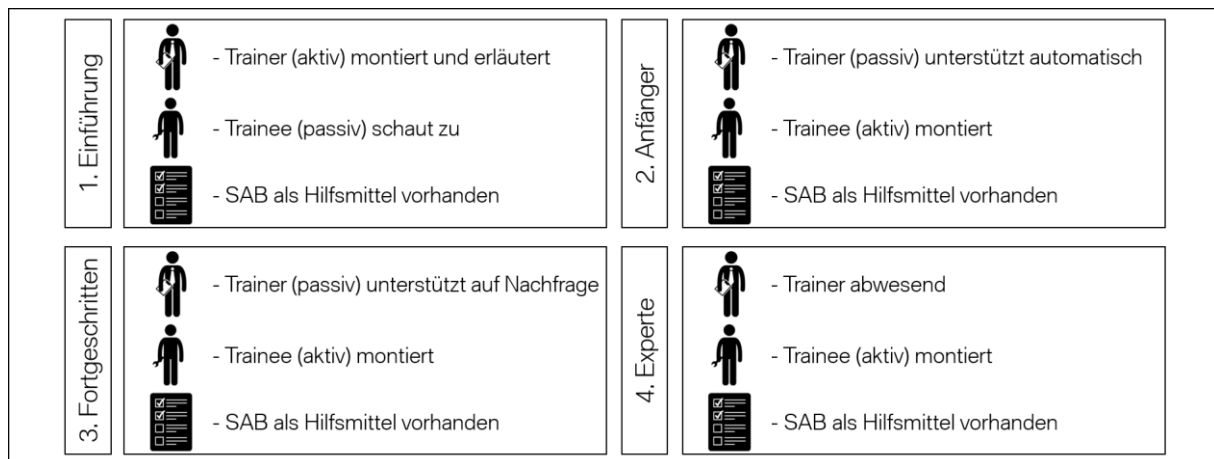 1. Einführung
- Trainer (aktiv) montiert und erläutert
- Trainee (passiv) schaut zu
- SAB als Hilfsmittel vorhanden
2. Anfänger
- Trainer (passiv) unterstützt automatisch
- Trainee (aktiv) montiert
- SAB als Hilfsmittel vorhanden
3. Fortgeschritten
- Trainer (passiv) unterstützt auf Nachfrage
- Trainee (aktiv) montiert
- SAB als Hilfsmittel vorhanden
4. Experte
- Trainer abwesend
- Trainee (aktiv) montiert
- SAB als Hilfsmittel vorhanden